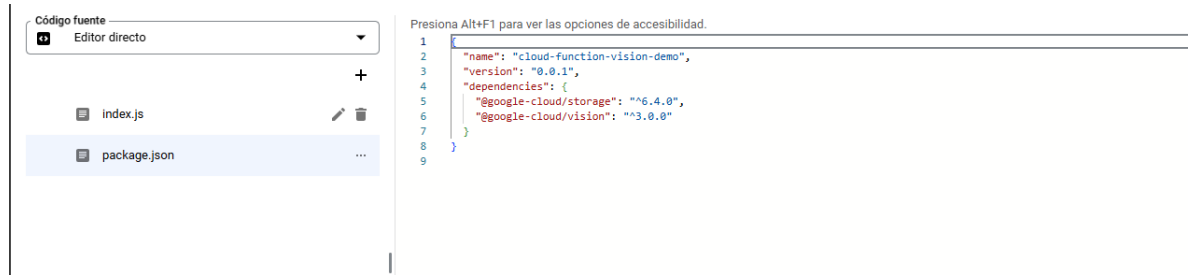 Código fuente
Editor directo
+
index.js
package.json
...
Presiona Alt+F1 para ver las opciones de accesibilidad.
1 {
2 "name": "cloud-function-vision-demo",
3 "version": "0.0.1",
4 "dependencies": {
5 "@google-cloud/storage": "^6.4.0",
6 "@google-cloud/vision": "^3.0.0"
7 }
8 }
9